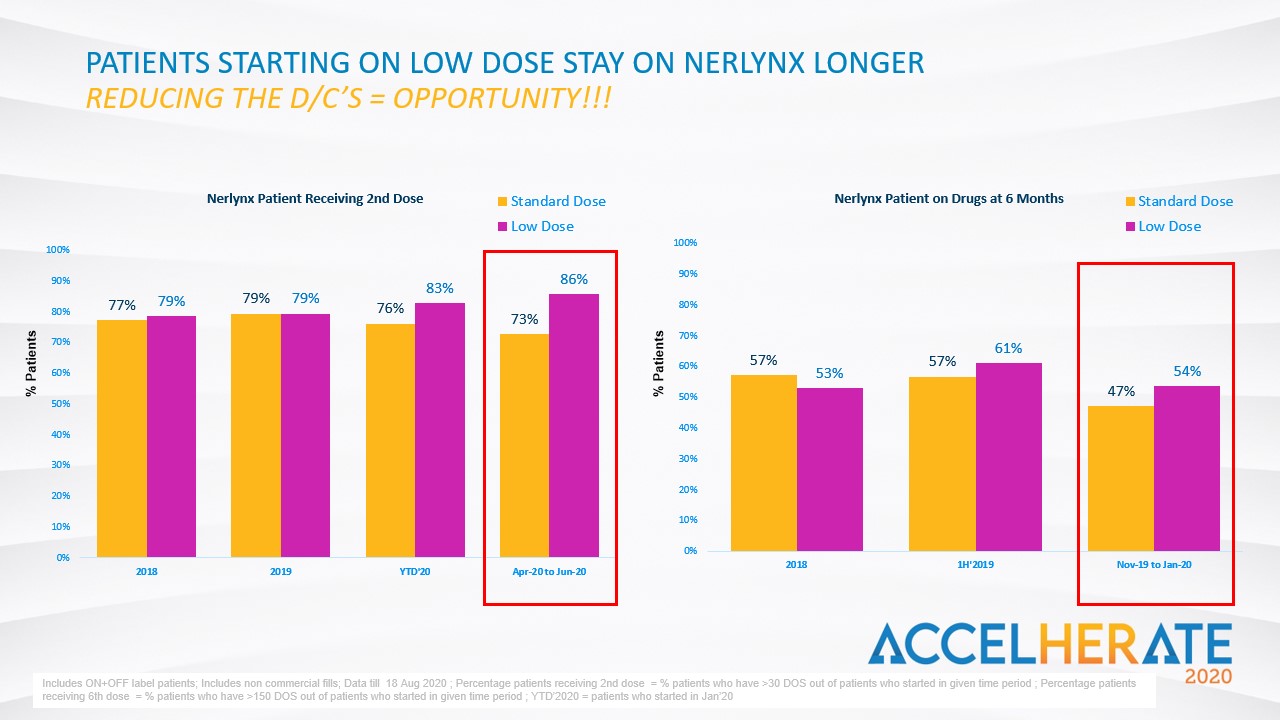 PATIENTS STARTING ON LOW DOSE STAY ON NERLYNX LONGER
REDUCING THE D/C'S = OPPORTUNITY!!!
Nerlynx Patient Receiving 2nd Dose
Standard Dose
Low Dose
% Patients
100%
90%
80%
70%
60%
50%
40%
30%
20%
10%
0%
77%
79%
79%
79%
76%
83%
73%
86%
2018
2019
YTD'20
Apr-20 to Jun-20
Nerlynx Patient on Drugs at 6 Months
Standard Dose
Low Dose
% Patients
100%
90%
80%
70%
60%
50%
40%
30%
20%
10%
0%
57%
53%
57%
61%
47%
54%
2018
1H'2019
Nov-19 to Jan-20
ACCELHERATE
2020
Includes ON+OFF label patients; Includes non commercial fills; Data till 18 Aug 2020 ; Percentage patients receiving 2nd dose = % patients who have >30 DOS out of patients who started in given time period ; Percentage patients
receiving 6th dose = % patients who have >150 DOS out of patients who started in given time period ; YTD'2020 = patients who started in Jan'20